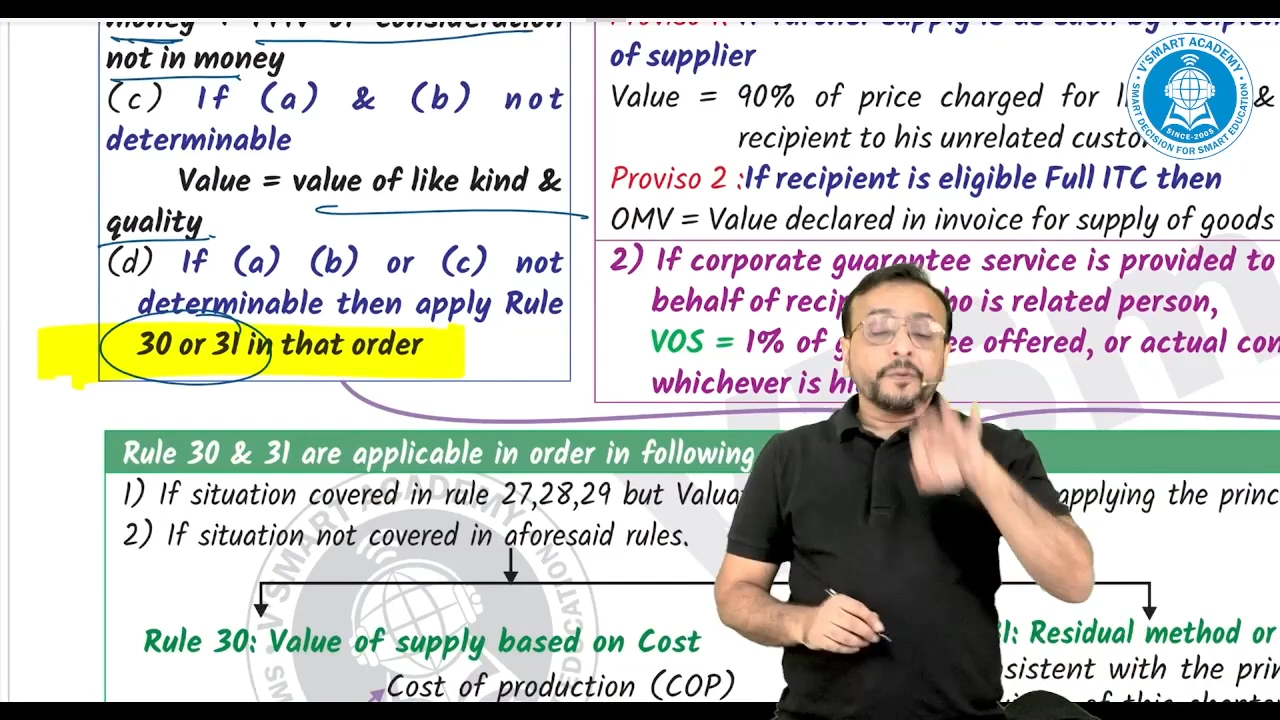 not in money
(c) If (a) & (b) not
determinable
Value = value of like kind &
quality
(d) If (a) (b) or (c) not
determinable then apply Rule
30 or 31 in that order
of supplier
Value = 90% of price charged for &
recipient to his unrelated
Proviso 2 :If recipient is eligible Full ITC then
OMV = Value declared in invoice for supply of goods
2) If corporate guarantee service is provided to
behalf of who is related person,
VOS = 1% of offered, or actual
whichever is
V'SMART ACADEMY
SINCE-2005
SMART DECISION FOR SMART EDUCATION
Rule 30 & 31 are applicable in order in following
1) If situation covered in rule 27,28,29 but applying the
2) If situation not covered in aforesaid rules.
Rule 30: Value of supply based on Cost
Cost of production (COP)
Residual method or
with the
V'SMART ACADEMY